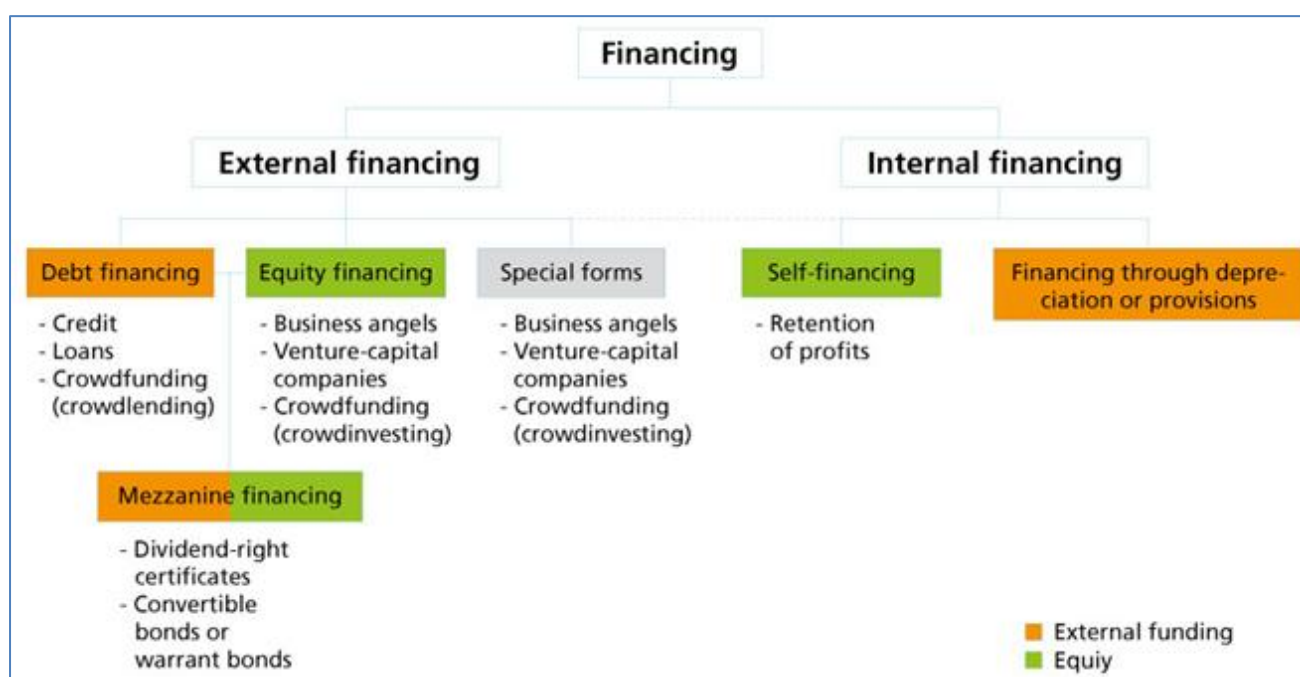 Financing
External financing
Internal financing
Debt financing
- Credit
- Loans
- Crowdfunding
(crowdlending)
Equity financing
- Business angels
- Venture-capital
companies
- Crowdfunding
(crowdinvesting)
Special forms
- Business angels
- Venture-capital
companies
- Crowdfunding
(crowdinvesting)
Self-financing
- Retention
of profits
Financing through depre-
ciation or provisions
Mezzanine financing
- Dividend-right
certificates
- Convertible
bonds or
warrant bonds
External funding
Equiy